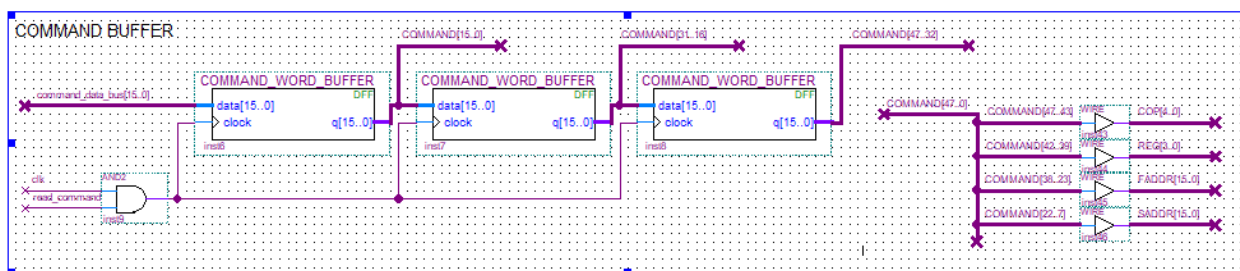 COMMAND BUFFER
COMMAND[15..0]
COMMAND[31..16]
COMMAND[47..32]
COMMAND_WORD_BUFFER
DFF
data[15..0]
clock
q[15..0]
inst6
COMMAND_WORD_BUFFER
DFF
data[15..0]
clock
q[15..0]
inst7
COMMAND_WORD_BUFFER
DFF
data[15..0]
clock
q[15..0]
inst8
command_data_bus[15..0]
clk
read_command
AND2
inst9
COMMAND[47..0]
COMMAND[47..43]
WIRE
COP[4..0]
COMMAND[42..39]
WIRE
REG[3..0]
COMMAND[38..23]
WIRE
FADDR[15..0]
COMMAND[22..7]
WIRE
SADDR[15..0]